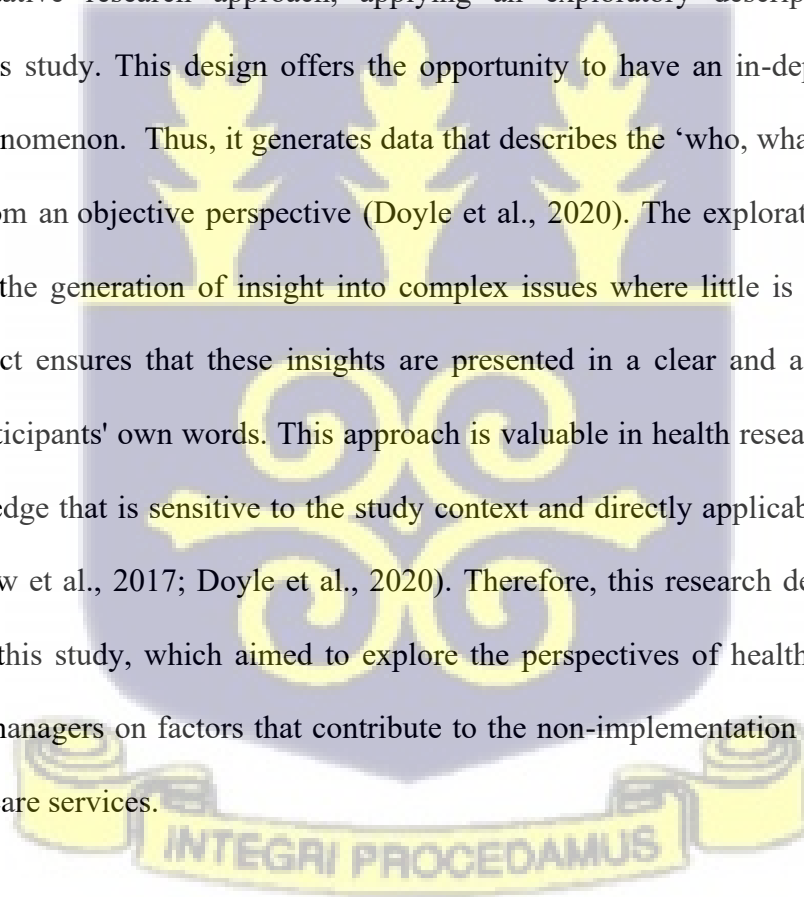 tative research approach, applying an exploratory descrip
s study. This design offers the opportunity to have an in-dep
nomenon. Thus, it generates data that describes the ‘who, wha
om an objective perspective (Doyle et al., 2020). The explorat
the generation of insight into complex issues where little is
ct ensures that these insights are presented in a clear and a
ticipants' own words. This approach is valuable in health resea
edge that is sensitive to the study context and directly applicab
w et al., 2017; Doyle et al., 2020). Therefore, this research de
this study, which aimed to explore the perspectives of health
managers on factors that contribute to the non-implementation
are services.
INTEGRI PROCEDAMUS